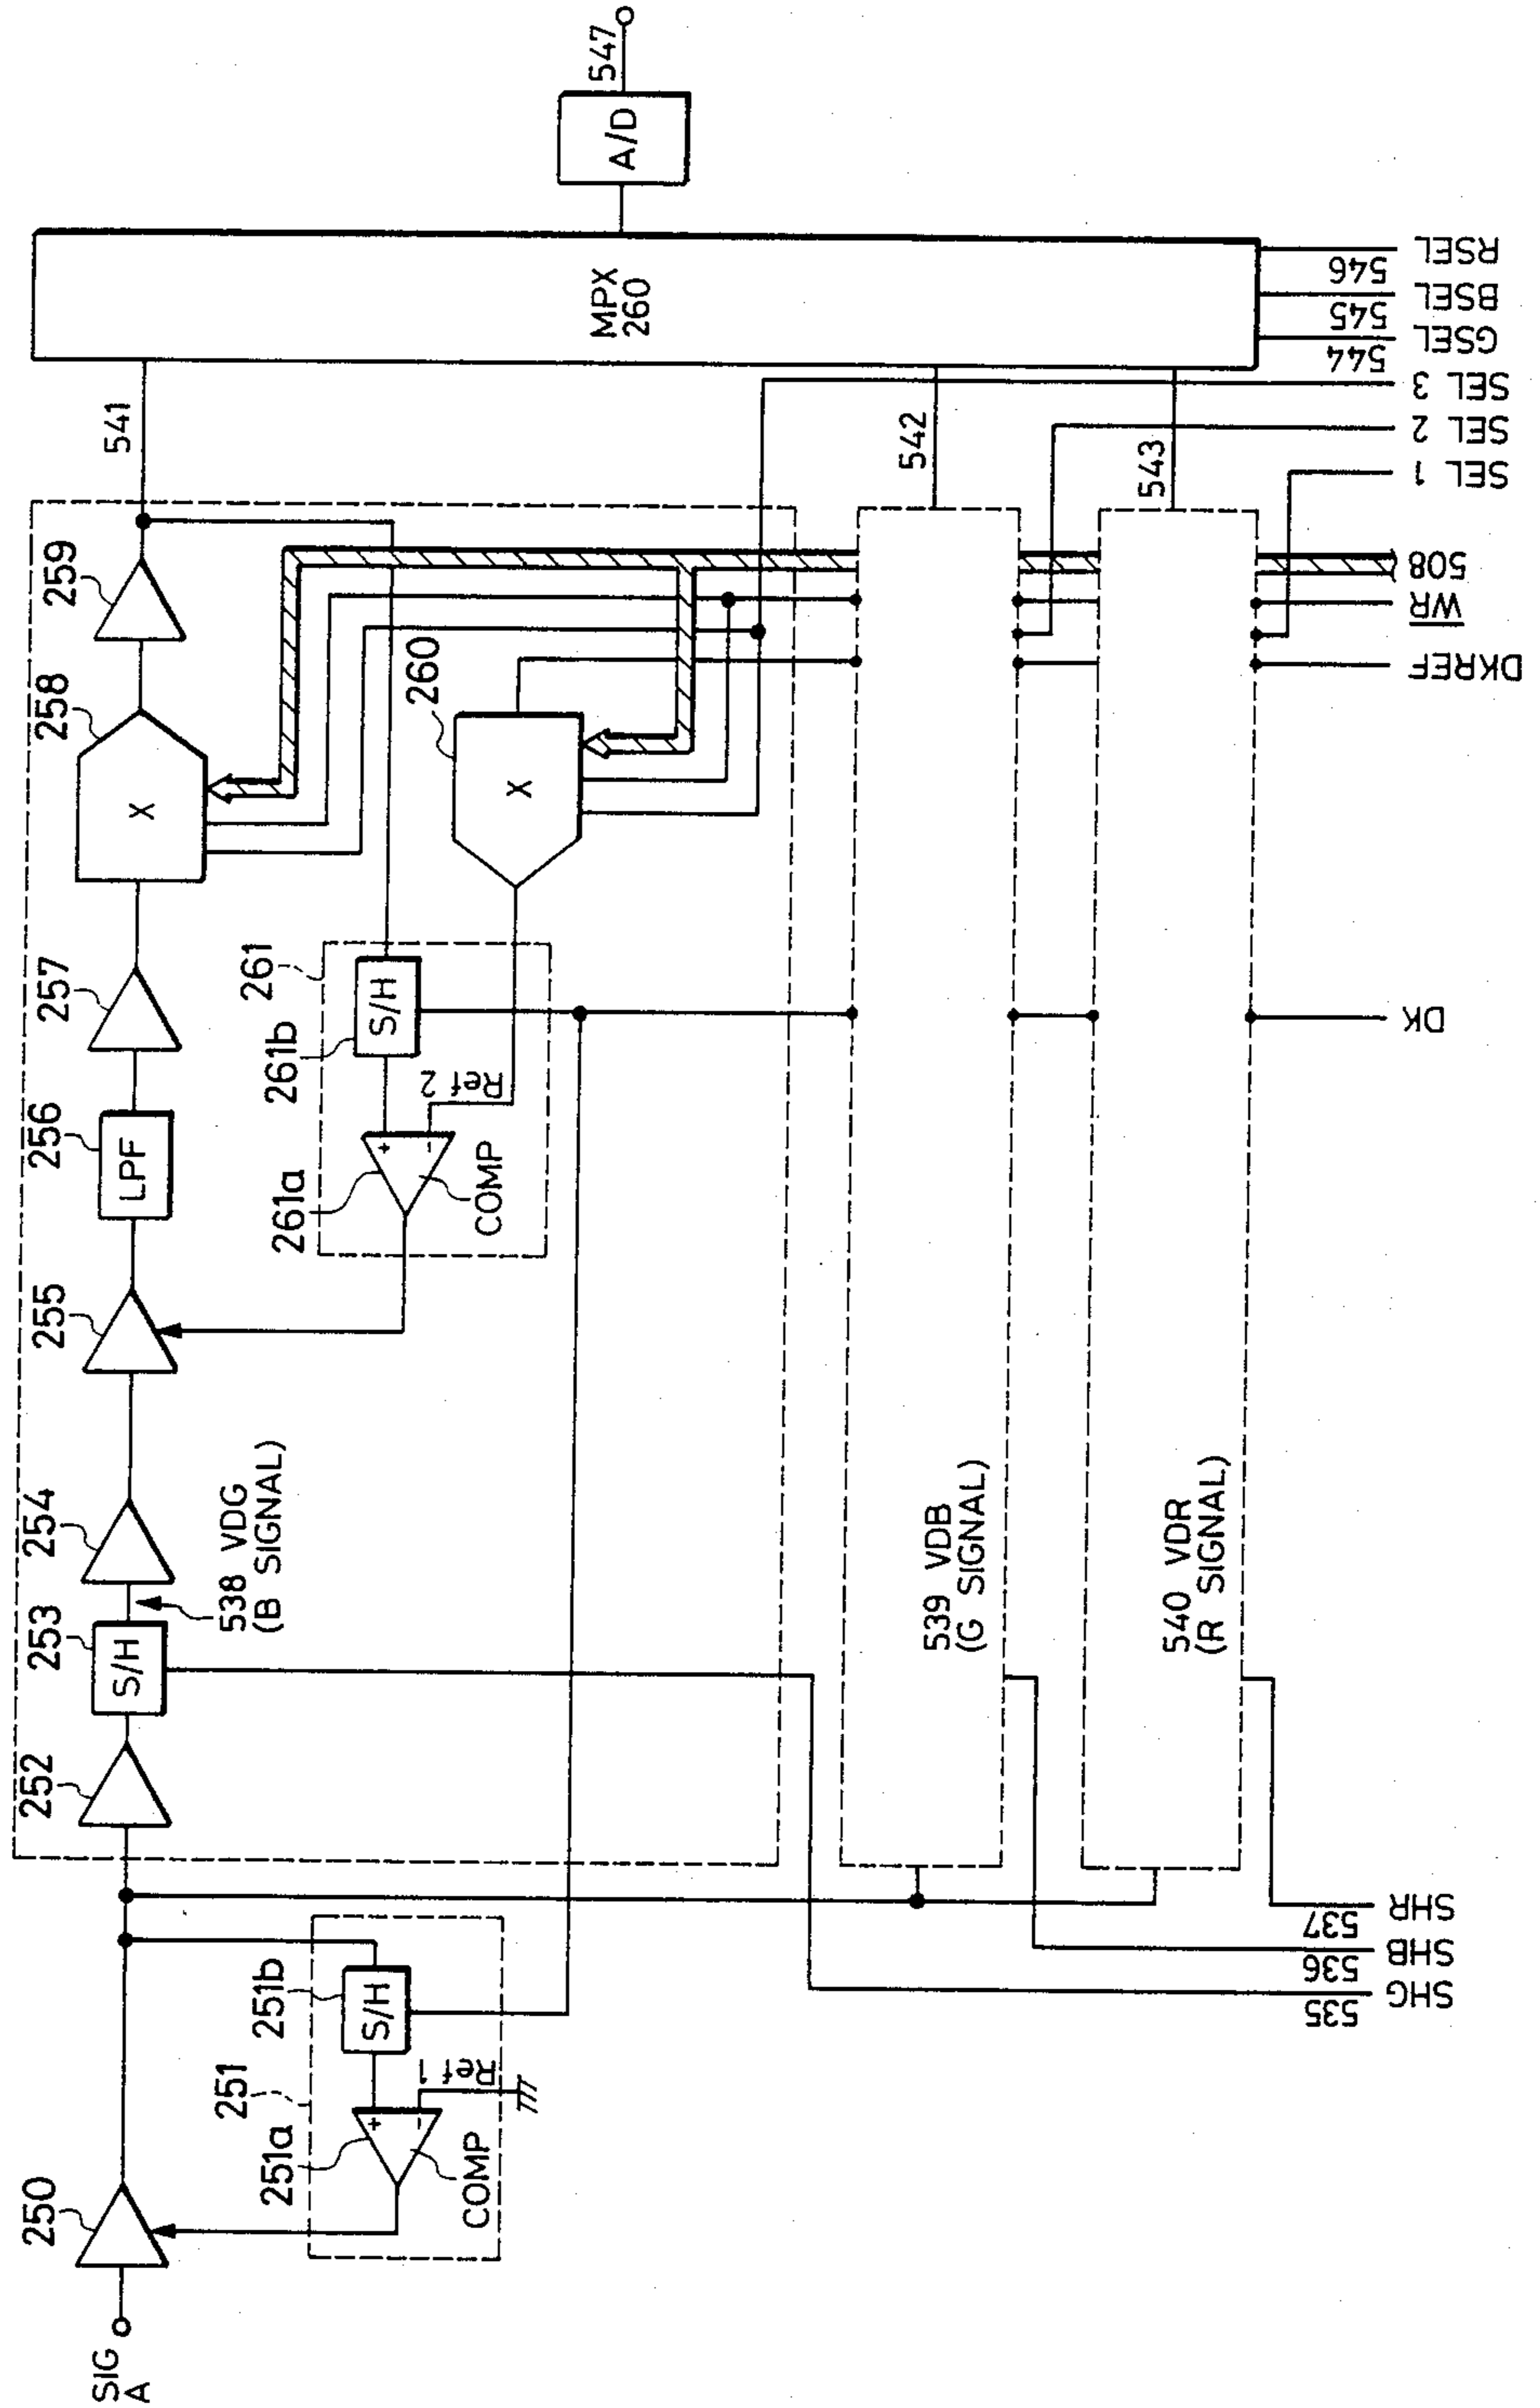 SIG
A
250
251
251a
251b
S/H
COMP
+
-
Ref 1
252
253
S/H
538 VDG
(B SIGNAL)
254
255
256
LPF
257
258
X
259
541
261
261a
261b
S/H
COMP
+
-
Ref 2
260
X
MPX
260
A/D
547
539 VDB
(G SIGNAL)
542
540 VDR
(R SIGNAL)
543
535
SHG
536
SHB
537
SHR
DK
DKREF
WR
508
SEL 1
SEL 2
SEL 3
544
GSEL
545
BSEL
546
RSEL